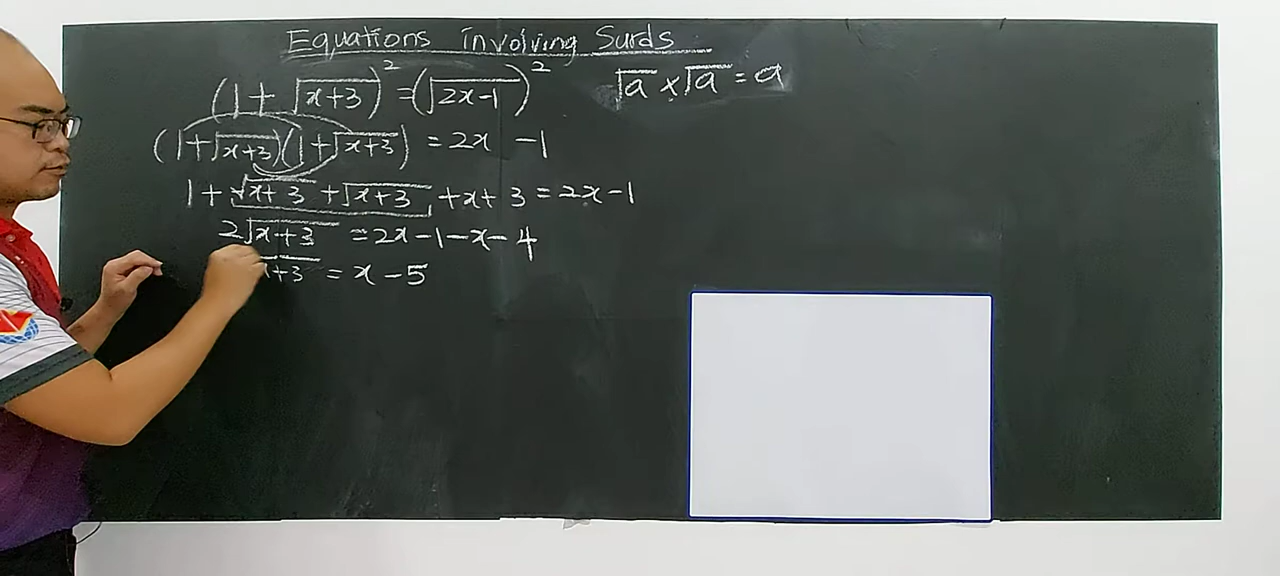 Equations Involving Surds
(1 + √(x+3))² = (√(2x-1))²
√a × √a = a
(1 + √(x+3))(1 + √(x+3)) = 2x - 1
1 + √(x+3) + √(x+3) + x + 3 = 2x - 1
2√(x+3) = 2x - 1 - x - 4
x+3 = x - 5